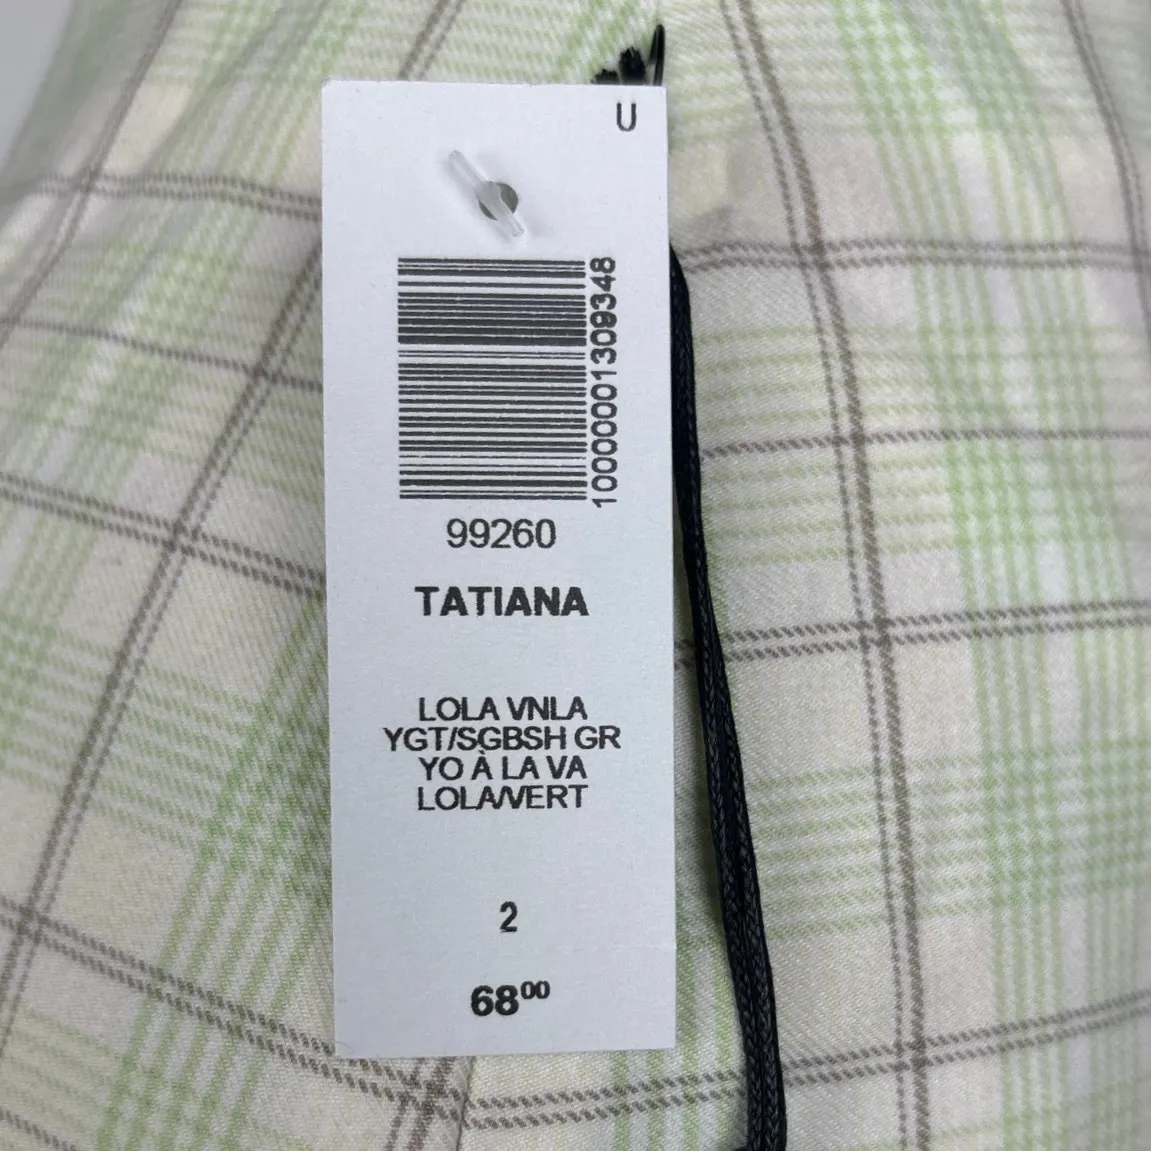 U
10000001309348
99260
TATIANA
LOLA VNLA
YGT/SGBSH GR
YO À LA VA
LOLA/VERT
2
68⁰⁰